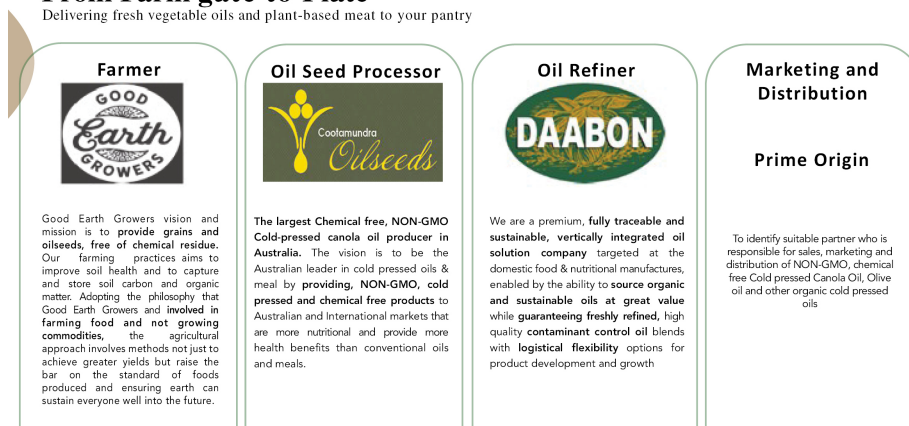 From Farm gate to Plate
Delivering fresh vegetable oils and plant-based meat to your pantry
Farmer
GOOD
Earth
GROWERS
Good Earth Growers vision and
mission is to provide grains and
oilseeds, free of chemical residue.
Our farming practices aims to
improve soil health and to capture
and store soil carbon and organic
matter. Adopting the philosophy that
Good Earth Growers and involved in
farming food and not growing
commodities, the agricultural
approach involves methods not just to
achieve greater yields but raise the
bar on the standard of foods
produced and ensuring earth can
sustain everyone well into the future.
Oil Seed Processor
Cootamundra
Oilseeds
The largest Chemical free, NON-GMO
Cold-pressed canola oil producer in
Australia. The vision is to be the
Australian leader in cold pressed oils &
meal by providing, NON-GMO, cold
pressed and chemical free products to
Australian and International markets that
are more nutritional and provide more
health benefits than conventional oils
and meals.
Oil Refiner
DAABON
We are a premium, fully traceable and
sustainable, vertically integrated oil
solution company targeted at the
domestic food & nutritional manufactures,
enabled by the ability to source organic
and sustainable oils at great value
while guaranteeing freshly refined, high
quality contaminant control oil blends
with logistical flexibility options for
product development and growth
Marketing and
Distribution
Prime Origin
To identify suitable partner who is
responsible for sales, marketing and
distribution of NON-GMO, chemical
free Cold pressed Canola Oil, Olive
oil and other organic cold pressed
oils